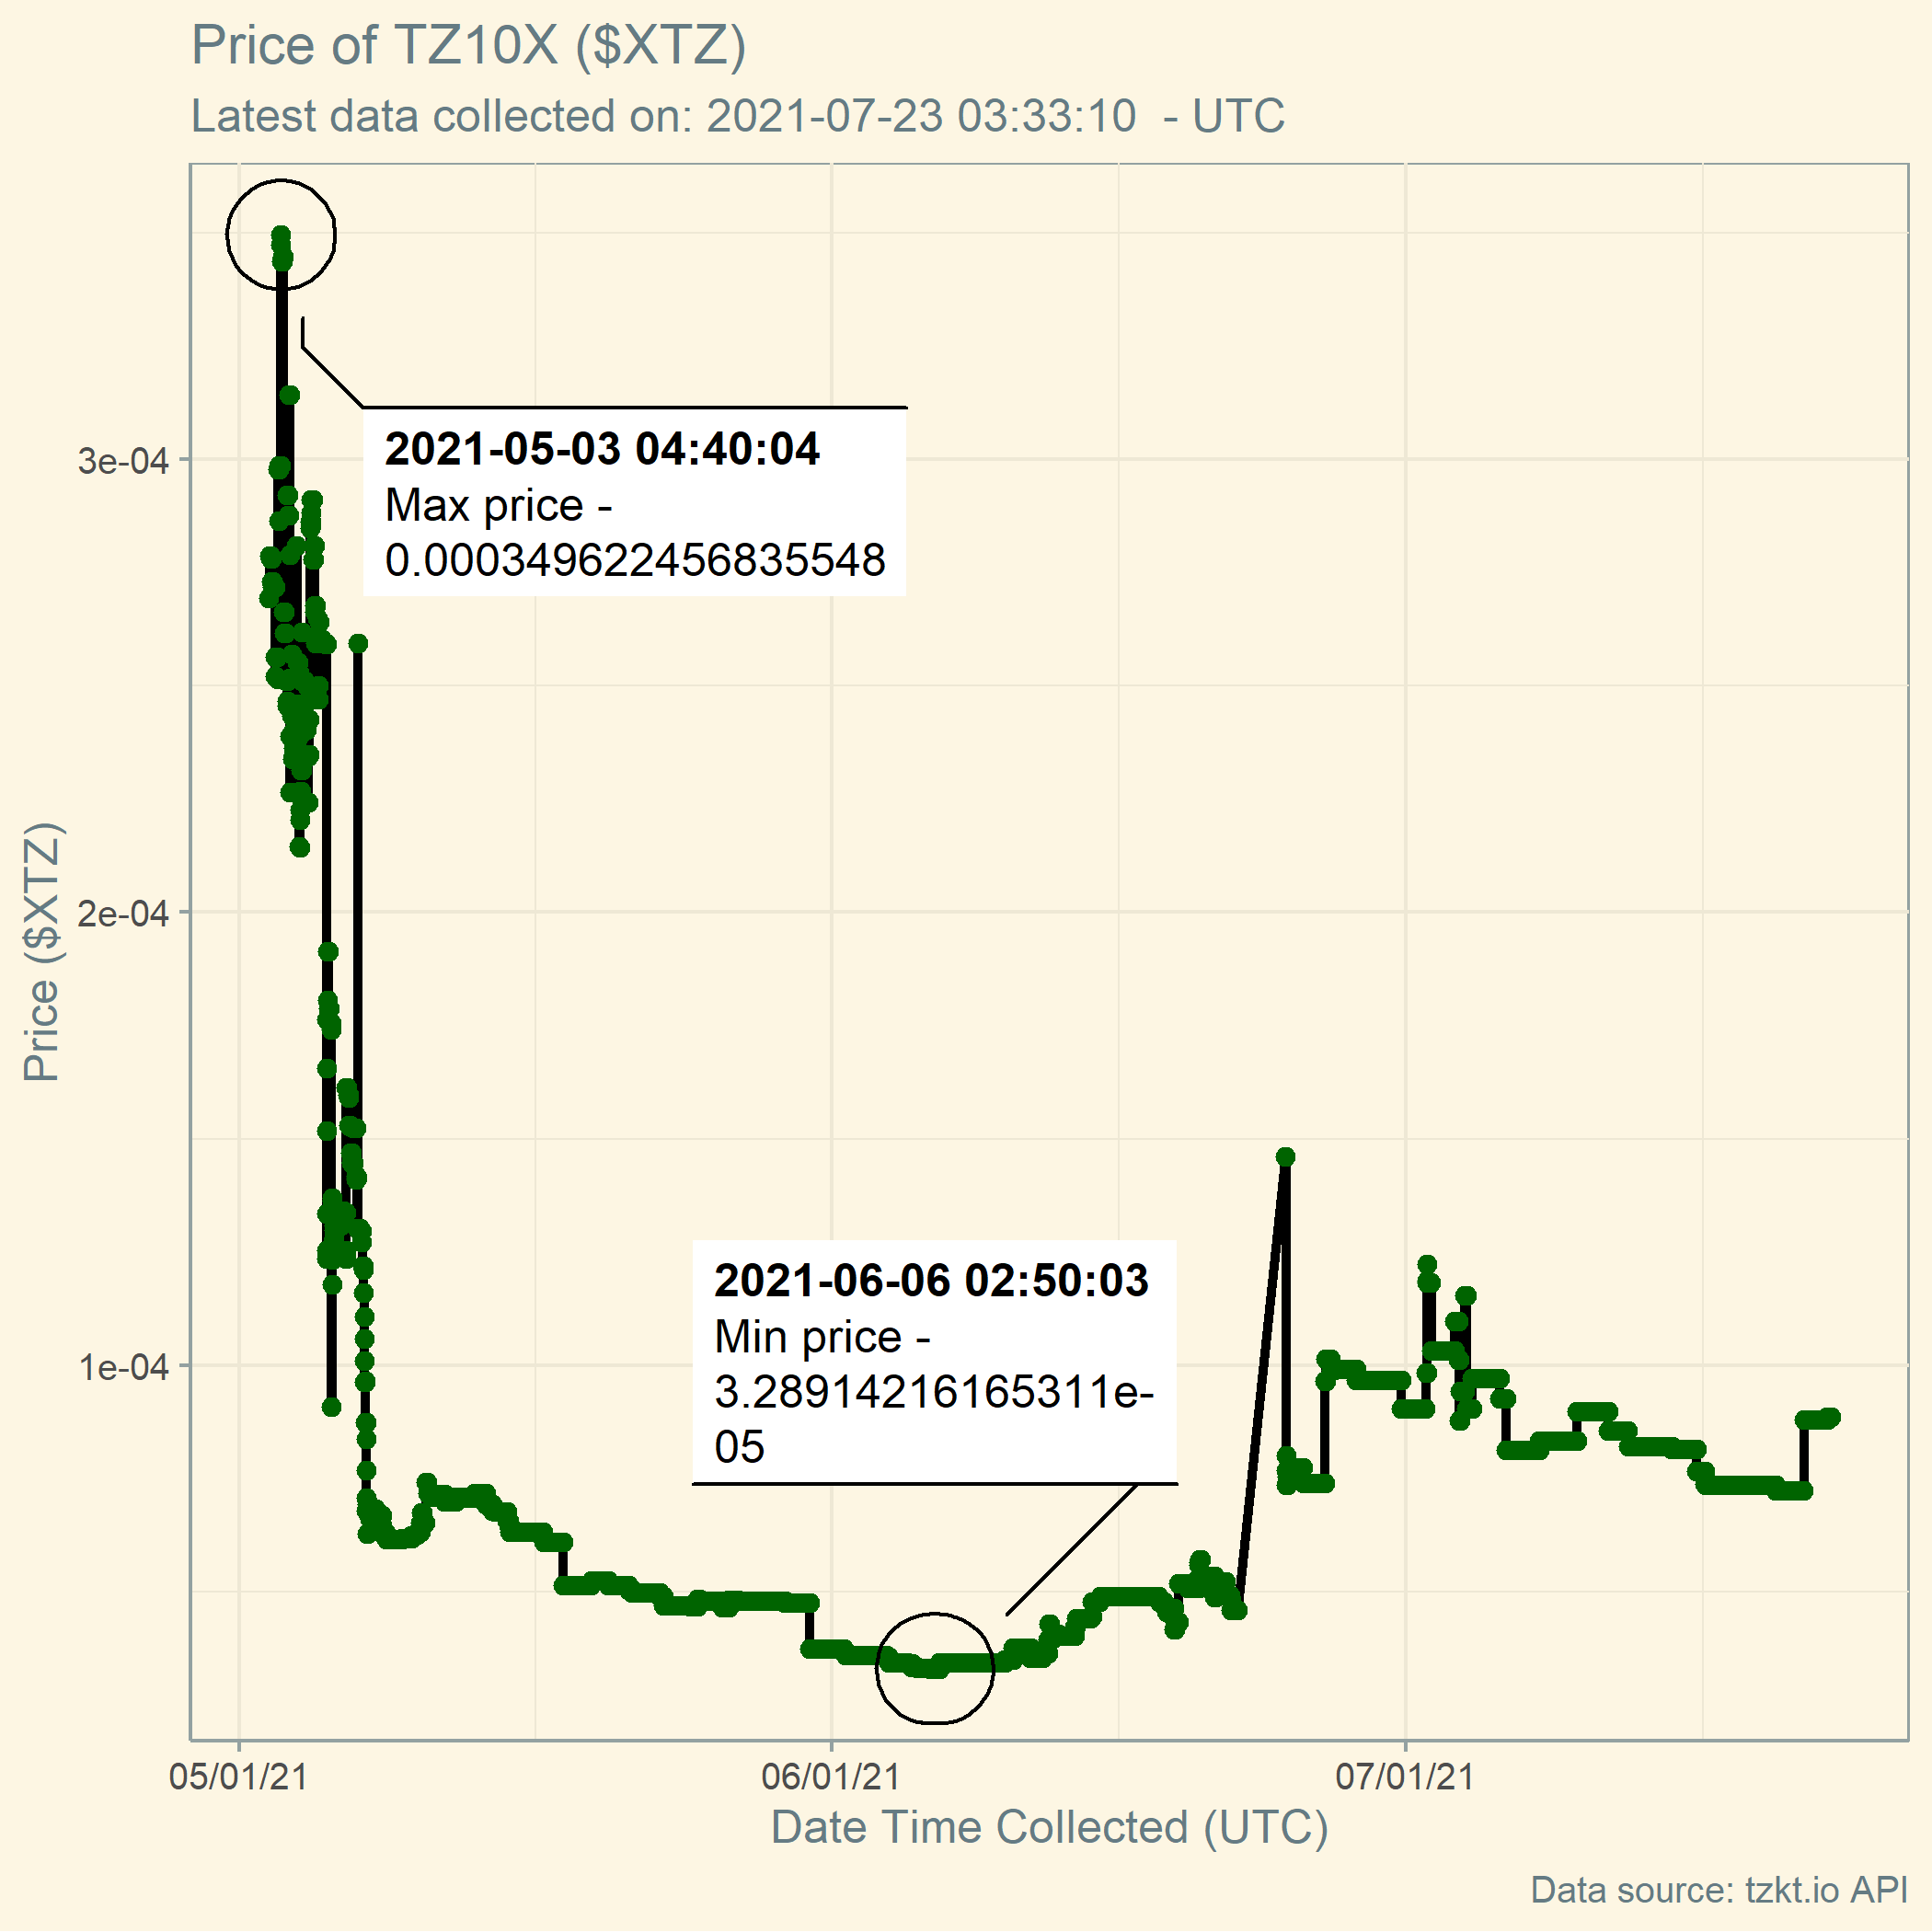 Price of TZ10X ($XTZ)
Latest data collected on: 2021-07-23 03:33:10  - UTC
2021-05-03 04:40:04
Max price -
0.000349622456835548
3e-04
Price ($XTZ)
2e-04
2021-06-06 02:50:03
Min price -
3.28914216165311e-
05
1e-04
05/01/21
06/01/21
07/01/21
Date Time Collected (UTC)
Data source: tzkt.io API